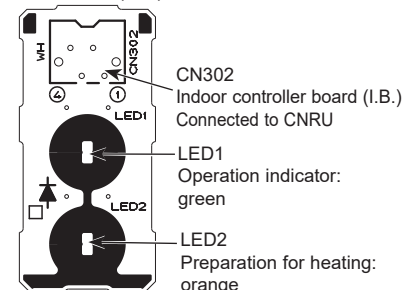 WH
CN302
④
①
LED1
LED2
CN302
Indoor controller board (I.B.)
Connected to CNRU
LED1
Operation indicator:
green
LED2
Preparation for heating:
orange